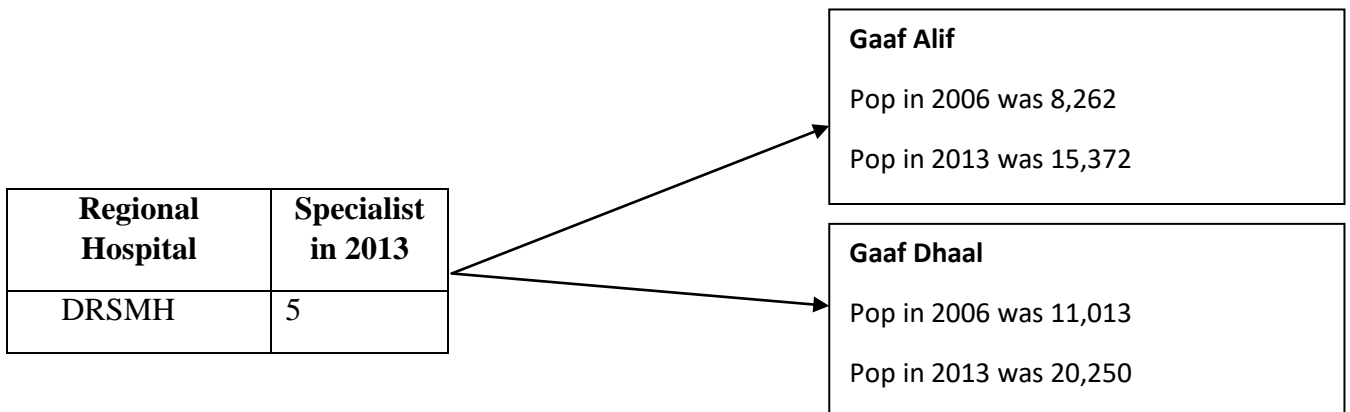 Gaaf Alif
Pop in 2006 was 8,262
Pop in 2013 was 15,372
Regional
Hospital
Specialist
in 2013
DRSMH
5
Gaaf Dhaal
Pop in 2006 was 11,013
Pop in 2013 was 20,250